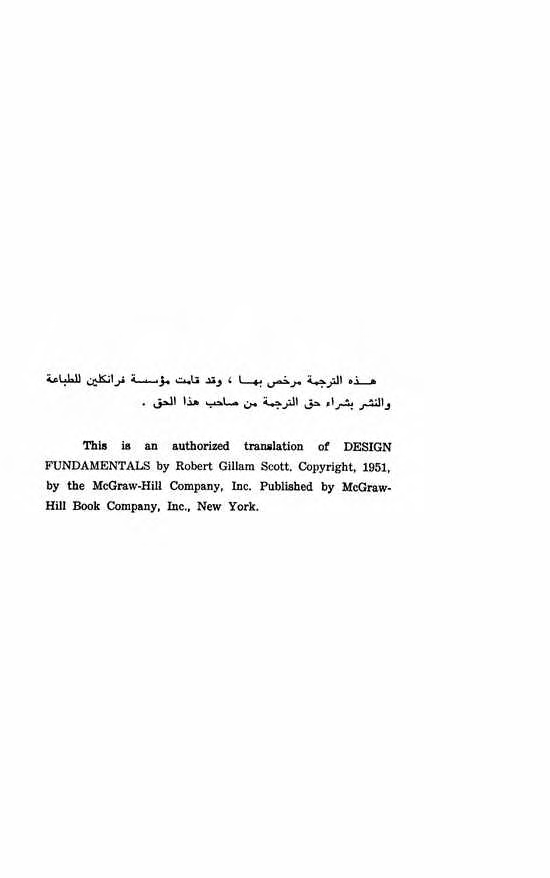 هـــذه الترجمة مرخص بهـــا ، وقد قامت مؤسســة فرانكلين للطباعة
والنشر بشراء حق الترجمة من صاحب هذا الحق .
This is an authorized translation of DESIGN
FUNDAMENTALS by Robert Gillam Scott. Copyright, 1951,
by the McGraw-Hill Company, Inc. Published by McGraw-
Hill Book Company, Inc., New York.